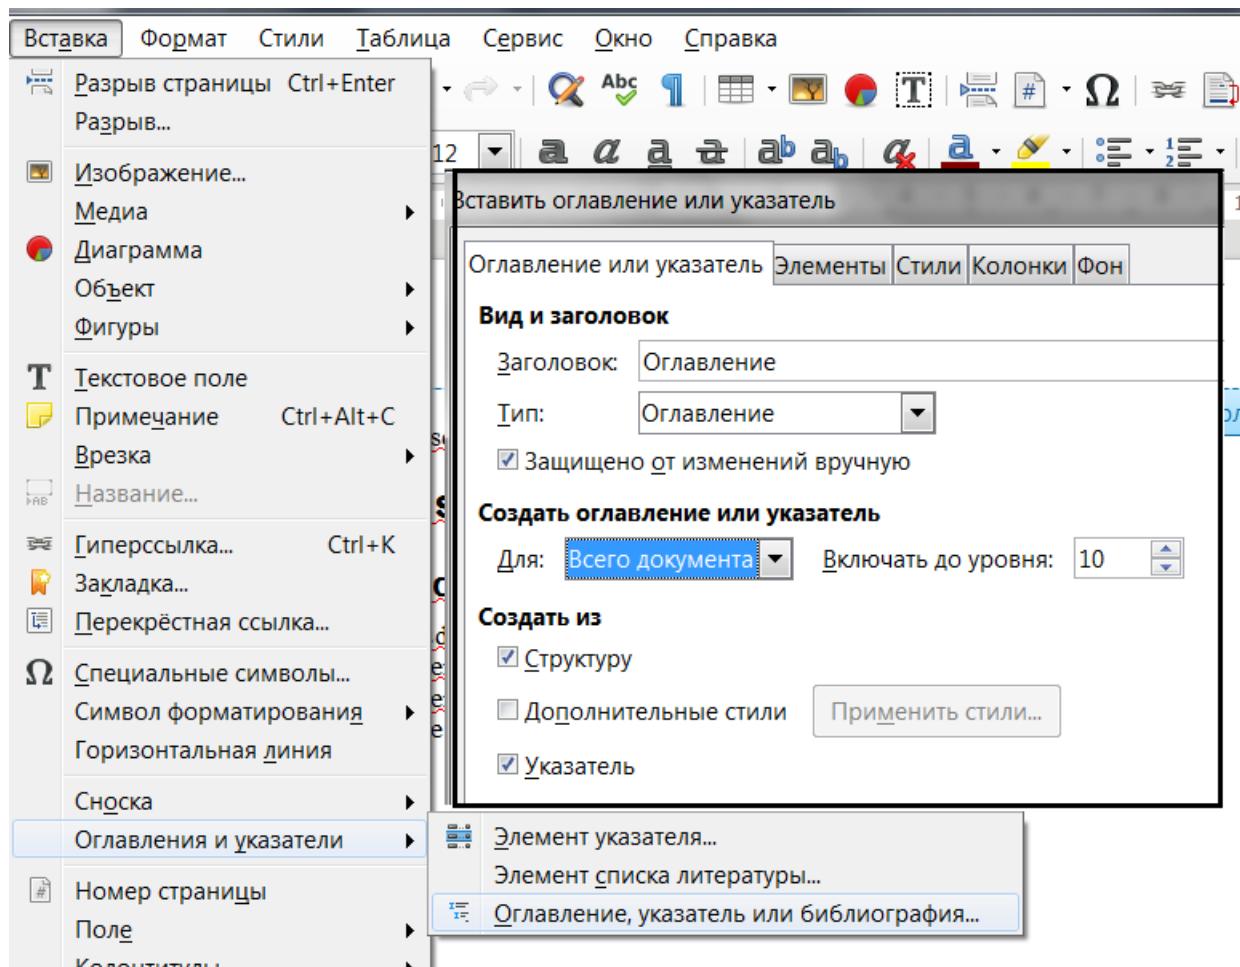 Вставка Формат Стили Таблица Сервис Окно Справка
Разрыв страницы Ctrl+Enter
Разрыв...
Изображение...
Медиа
Диаграмма
Объект
Фигуры
Текстовое поле
Примечание Ctrl+Alt+C
Врезка
Название...
Гиперссылка... Ctrl+K
Закладка...
Перекрёстная ссылка...
Специальные символы...
Символ форматирования
Горизонтальная линия
Сноска
Оглавления и указатели
Номер страницы
Поле
Колонтитулы
Abc
12
Вставить оглавление или указатель
Оглавление или указатель Элементы Стили Колонки Фон
Вид и заголовок
Заголовок: Оглавление
Тип: Оглавление
Защищено от изменений вручную
Создать оглавление или указатель
Для: Всего документа Включать до уровня: 10
Создать из
Структуру
Дополнительные стили Применить стили...
Указатель
Элемент указателя...
Элемент списка литературы...
Оглавление, указатель или библиография...